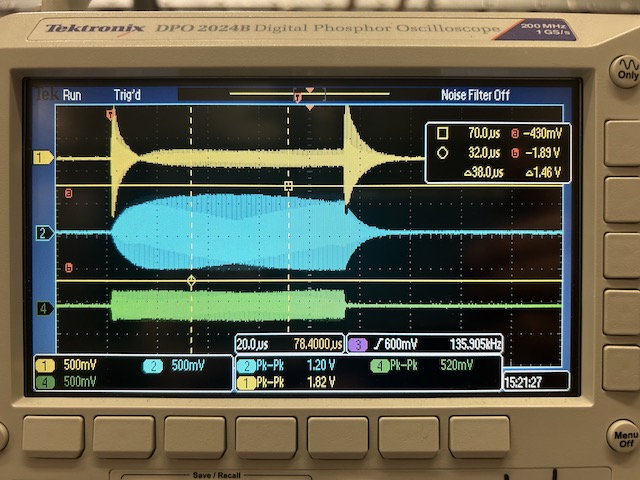 Tektronix DPO 2024B Digital Phosphor Oscilloscope 200 MHz
1 GS/s
Tek Run Trig'd Noise Filter Off
Only
70.0µs a -430mV
32.0µs b -1.89 V
△38.0µs △1.46 V
1
a
2
b
4
20.0µs 78.4000µs 3 600mV 135.905kHz
1 500mV 2 500mV 2 Pk-Pk 1.20 V 4 Pk-Pk 520mV
4 500mV 1 Pk-Pk 1.82 V 15:21:27
Menu
Off
Save / Recall